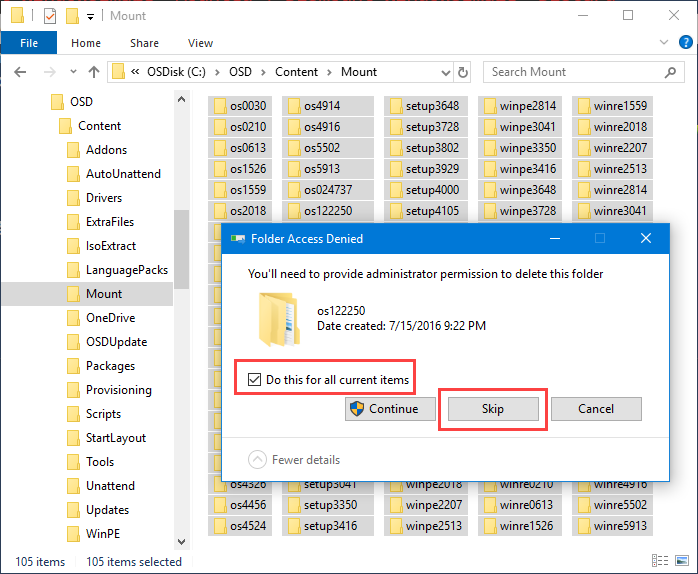 Mount
File Home Share View
« OSDisk (C:) > OSD > Content > Mount
Search Mount
OSD
Content
Addons
AutoUnattend
Drivers
ExtraFiles
IsoExtract
LanguagePacks
Mount
OneDrive
OSDUpdate
Packages
Provisioning
Scripts
StartLayout
Tools
Unattend
Updates
WinPE
os0030 os4914 setup3648 winpe2814 winre1559
os0210 os4916 setup3728 winpe3041 winre2018
os0613 os5502 setup3802 winpe3350 winre2207
os1526 os5913 setup3929 winpe3416 winre2513
os1559 os024737 setup4000 winpe3648 winre2814
os2018 os122250 setup4105 winpe3728 winre3041
Folder Access Denied
You'll need to provide administrator permission to delete this folder
os122250
Date created: 7/15/2016 9:22 PM
Do this for all current items
Continue Skip Cancel
Fewer details
os4326 setup3041 winpe2018 winre0210 winre4916
os4456 setup3350 winpe2207 winre0613 winre5502
os4524 setup3416 winpe2513 winre1526 winre5913
105 items 105 items selected